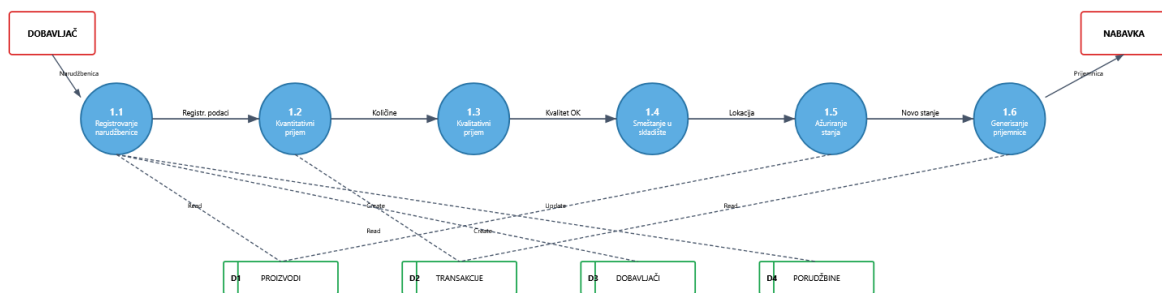 DOBAVLJAČ
NABAVKA
Narudžbenica
Prijemnica
1.1
Registrovanje
narudžbenice
Registr. podaci
1.2
Kvantitativni
prijem
Količine
1.3
Kvalitativni
prijem
Kvalitet OK
1.4
Smeštanje u
skladište
Lokacija
1.5
Ažuriranje
stanja
Novo stanje
1.6
Generisanje
prijemnice
Read
Create
Update
Read
Read
Create
D1 PROIZVODI
D2 TRANSAKCIJE
D3 DOBAVLJAČI
D4 PORUDŽBINE